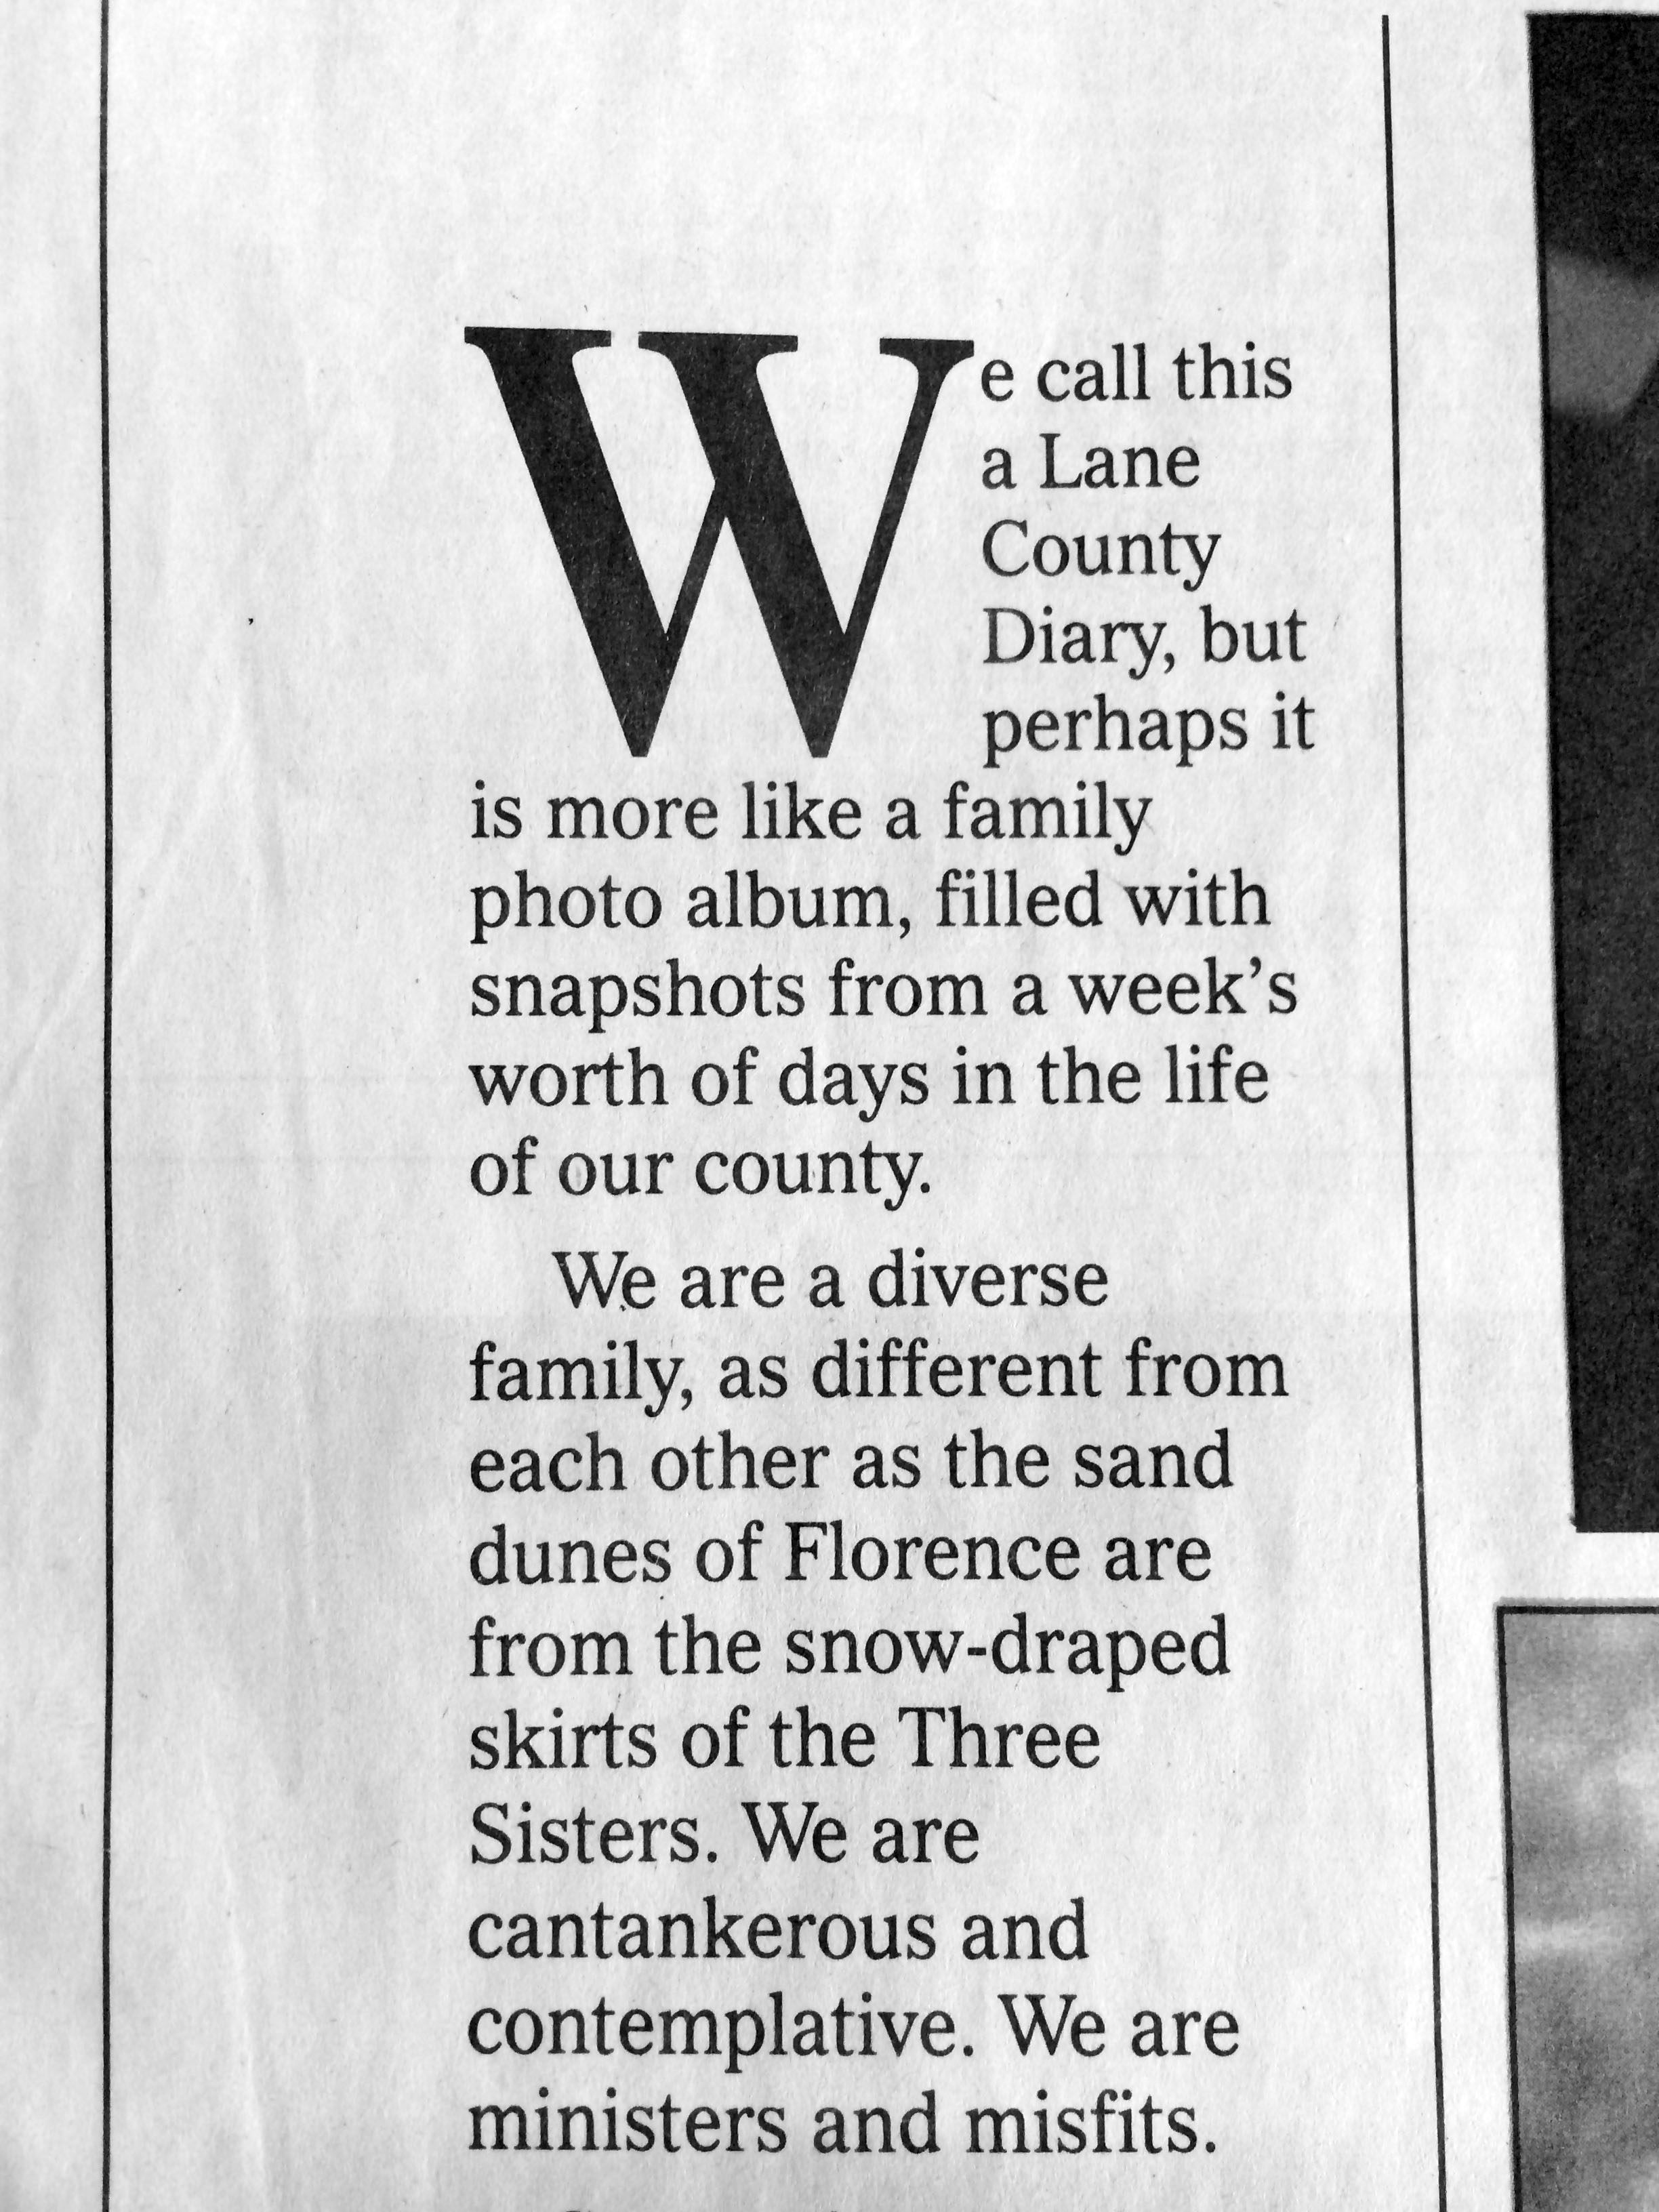 We call this
a Lane
County
Diary, but
perhaps it
is more like a family
photo album, filled with
snapshots from a week's
worth of days in the life
of our county.
We are a diverse
family, as different from
each other as the sand
dunes of Florence are
from the snow-draped
skirts of the Three
Sisters. We are
cantankerous and
contemplative. We are
ministers and misfits.